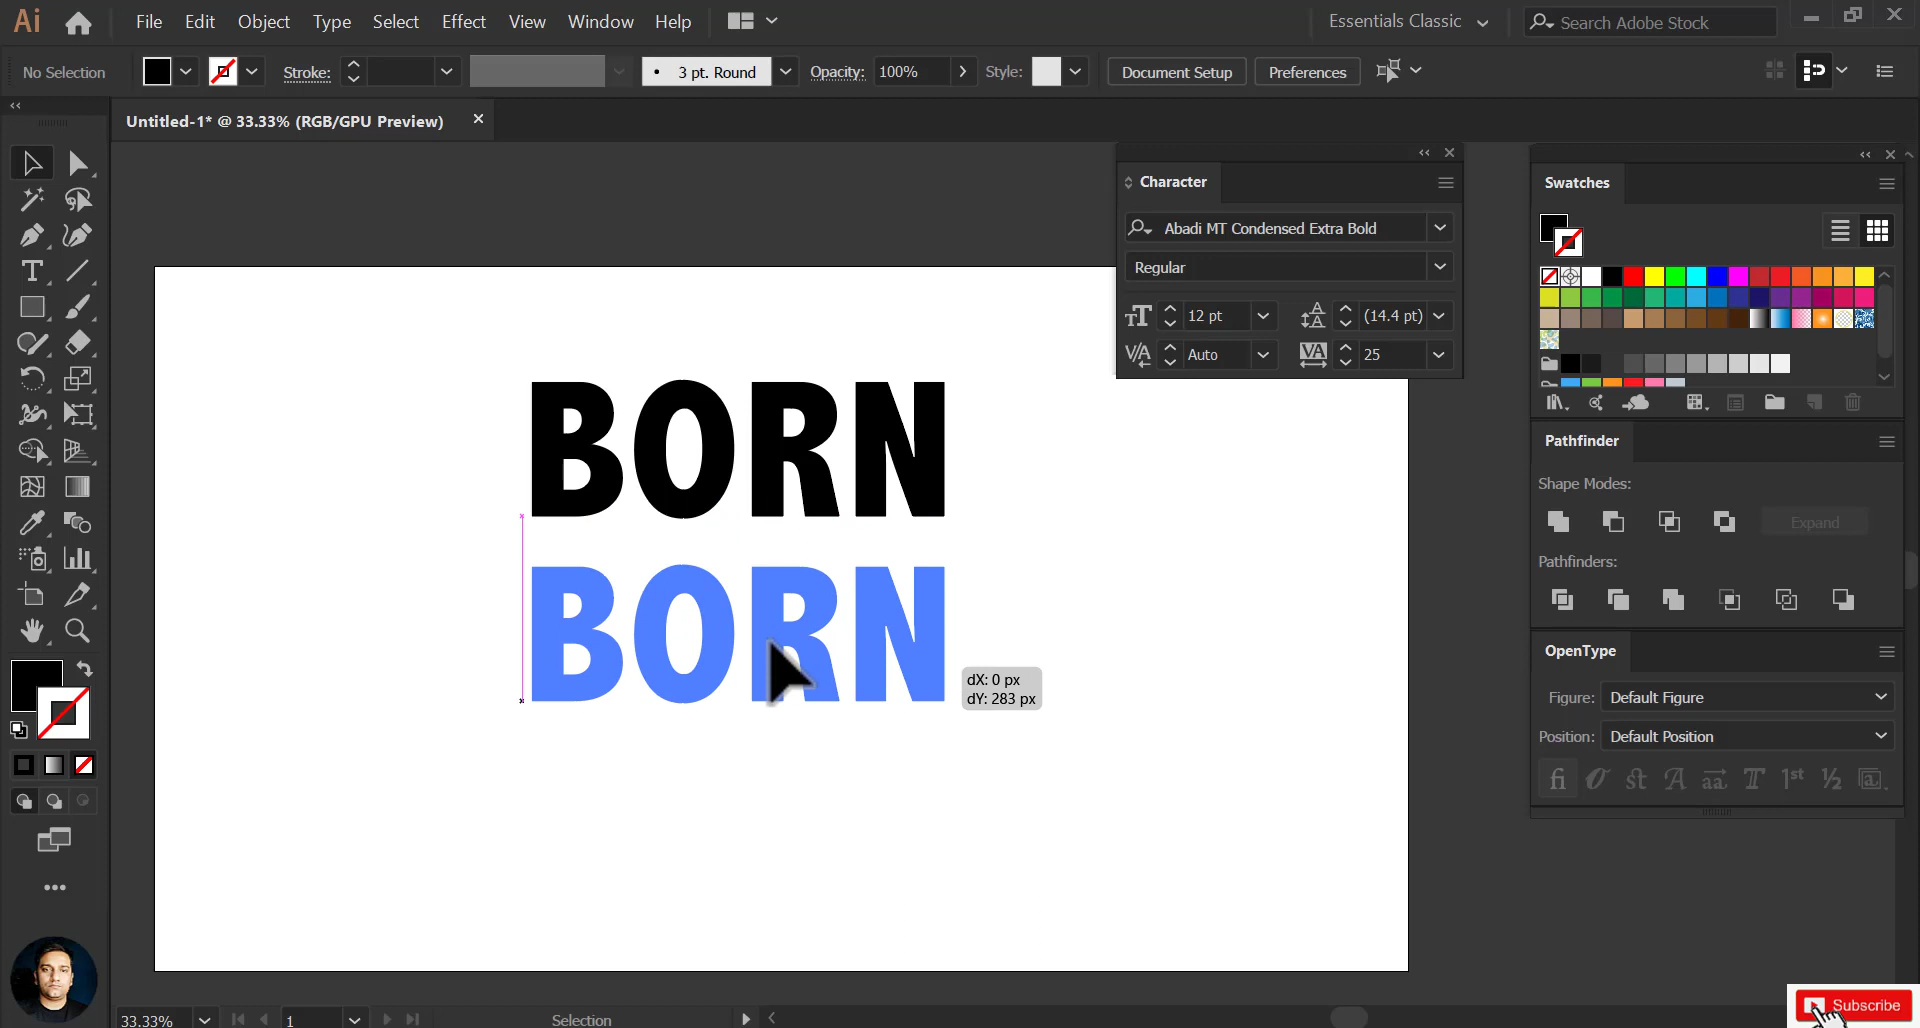 Ai File Edit Object Type Select Effect View Window Help Essentials Classic Search Adobe Stock
No Selection Stroke: 3 pt. Round Opacity: 100% Style: Document Setup Preferences
Untitled-1* @ 33.33% (RGB/GPU Preview)
Character
Abadi MT Condensed Extra Bold
Regular
12 pt (14.4 pt)
Auto 25
BORN
BORN
dX: 0 px
dY: 283 px
Swatches
Pathfinder
Shape Modes:
Expand
Pathfinders:
OpenType
Figure: Default Figure
Position: Default Position
33.33% 1 Selection
Subscribe